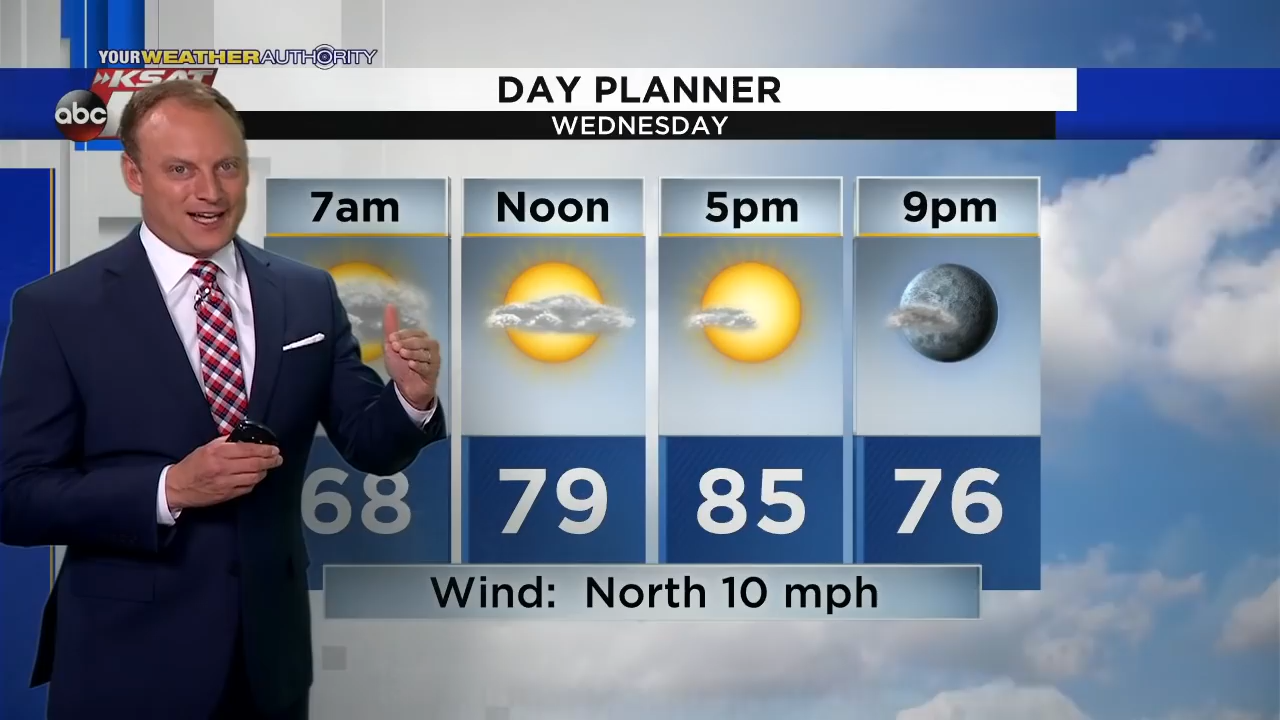 YOUR WEATHER AUTHORITY
KSAT
abc
DAY PLANNER
WEDNESDAY
7am
Noon
5pm
9pm
68
79
85
76
Wind: North 10 mph